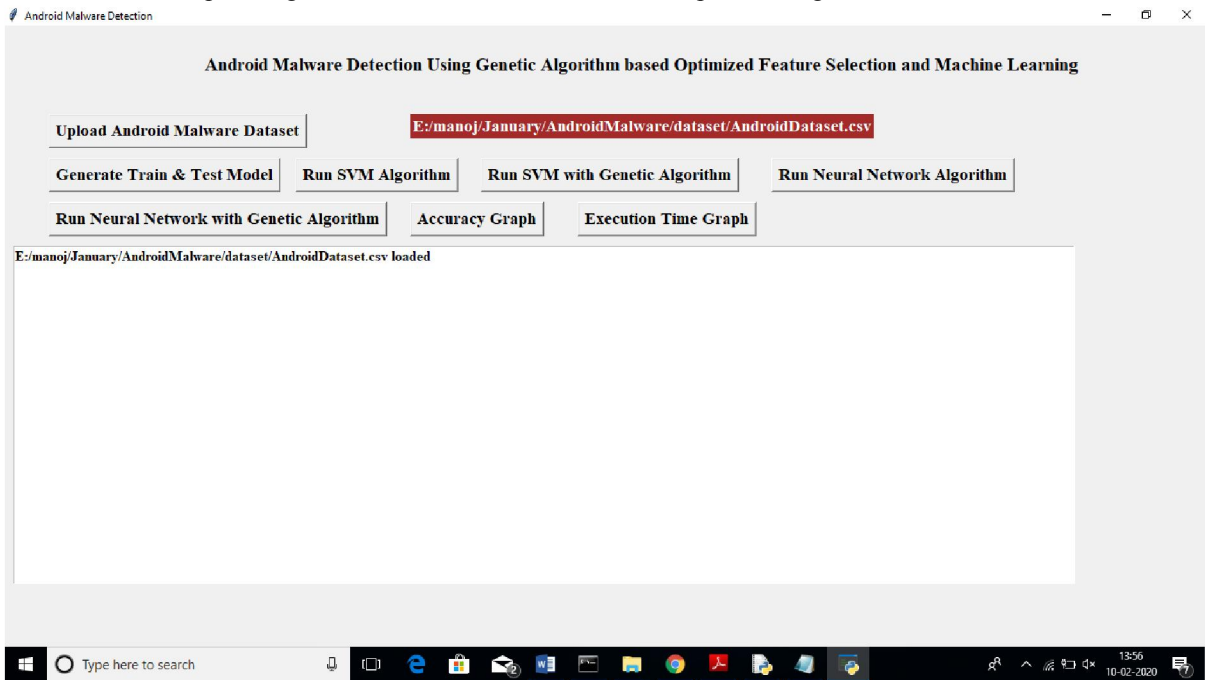 Android Malware Detection
Android Malware Detection Using Genetic Algorithm based Optimized Feature Selection and Machine Learning
Upload Android Malware Dataset
E:/manoj/January/AndroidMalware/dataset/AndroidDataset.csv
Generate Train & Test Model
Run SVM Algorithm
Run SVM with Genetic Algorithm
Run Neural Network Algorithm
Run Neural Network with Genetic Algorithm
Accuracy Graph
Execution Time Graph
E:/manoj/January/AndroidMalware/dataset/AndroidDataset.csv loaded
Type here to search
2
13:56
10-02-2020
7